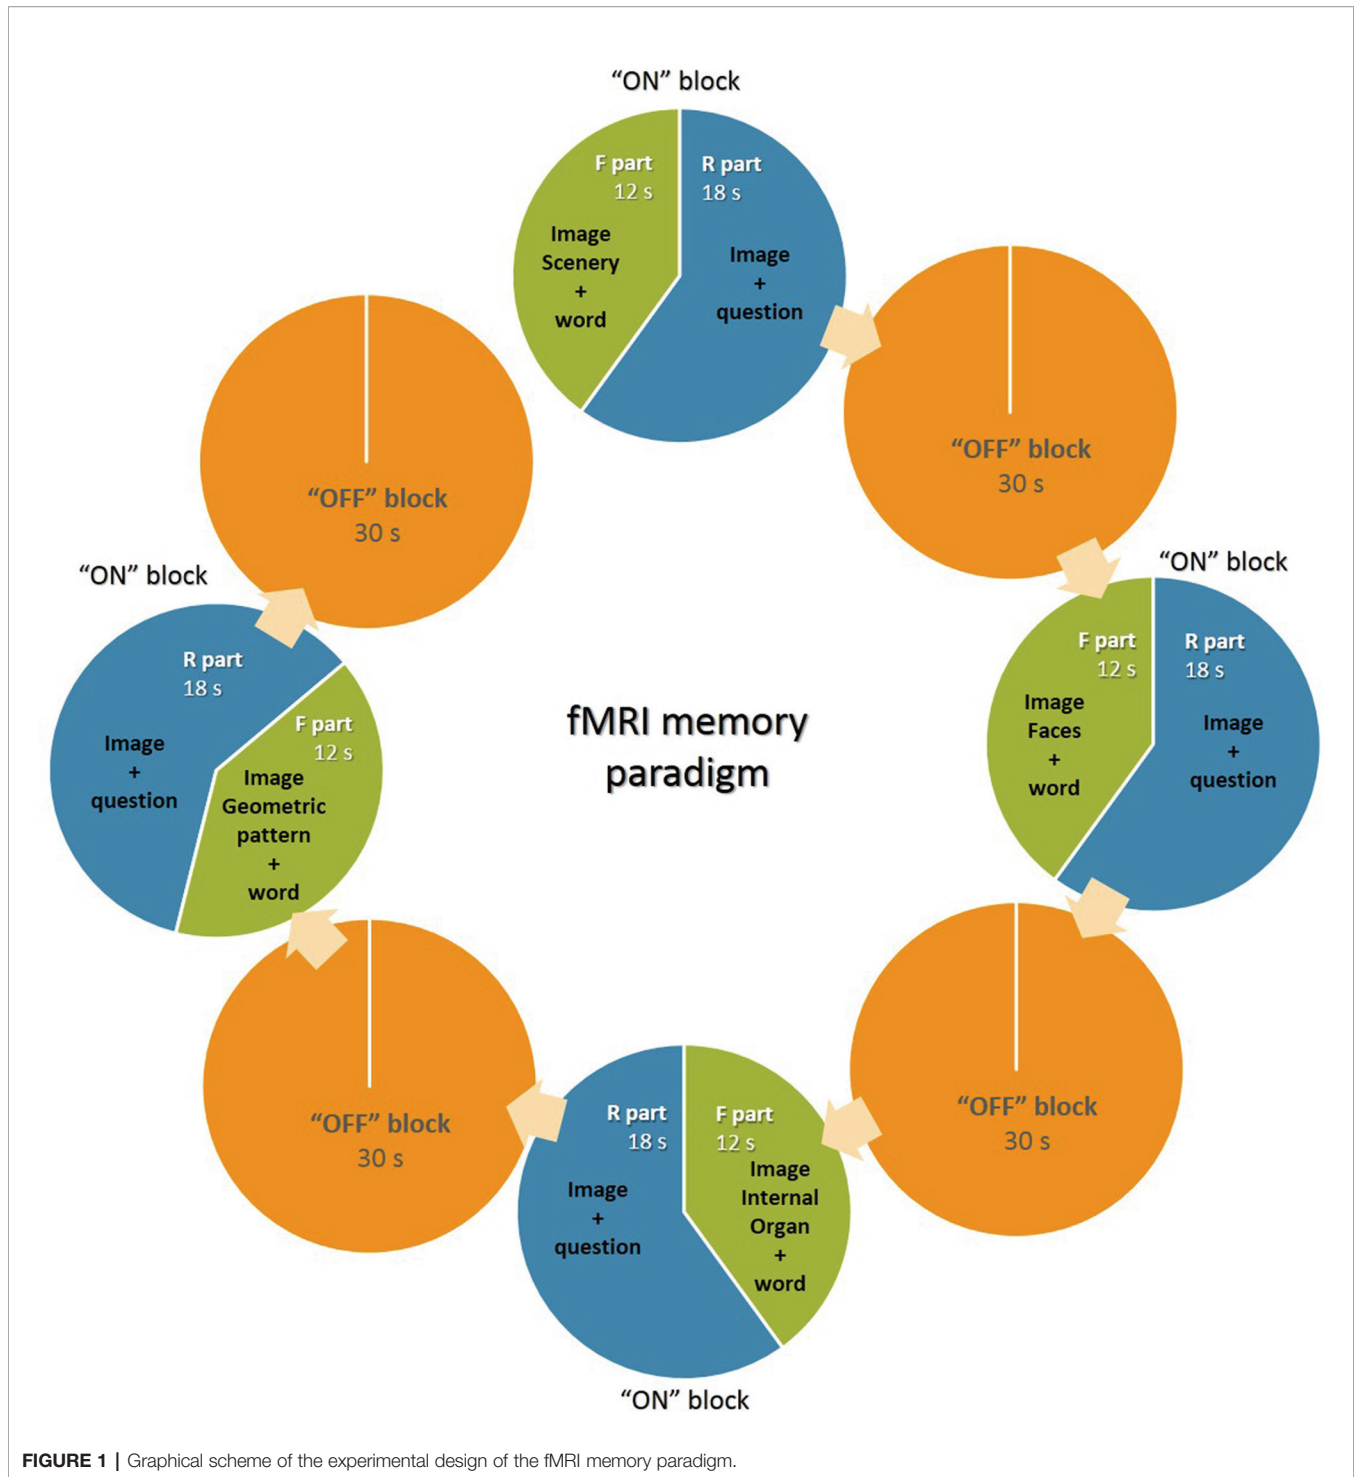 “ON” block
F part
12 s
Image
Scenery
+
word
R part
18 s
Image
+
question
“OFF” block
30 s
“ON” block
F part
12 s
Image
Faces
+
word
R part
18 s
Image
+
question
“OFF” block
30 s
F part
12 s
Image
Internal
Organ
+
word
R part
18 s
Image
+
question
“ON” block
“OFF” block
30 s
“ON” block
F part
12 s
Image
Geometric
pattern
+
word
R part
18 s
Image
+
question
“OFF” block
30 s
fMRI memory
paradigm
FIGURE 1 | Graphical scheme of the experimental design of the fMRI memory paradigm.